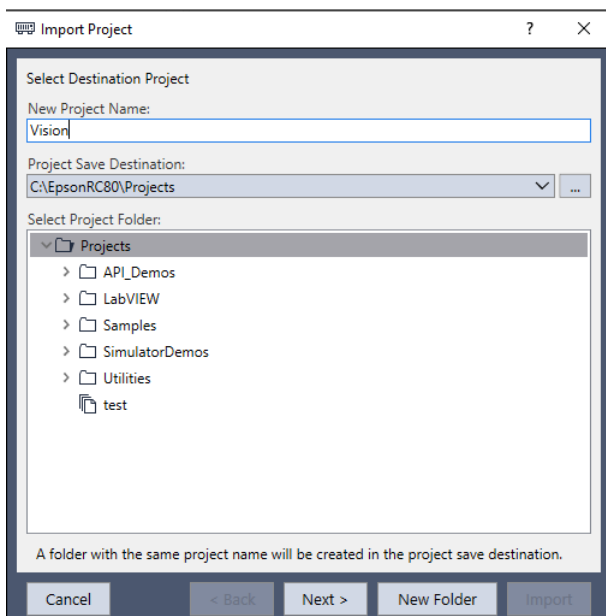 Import Project
Select Destination Project
New Project Name:
Vision
Project Save Destination:
C:\EpsonRC80\Projects
...
Select Project Folder:
Projects
API_Demos
LabVIEW
Samples
SimulatorDemos
Utilities
test
A folder with the same project name will be created in the project save destination.
Cancel < Back Next > New Folder Import